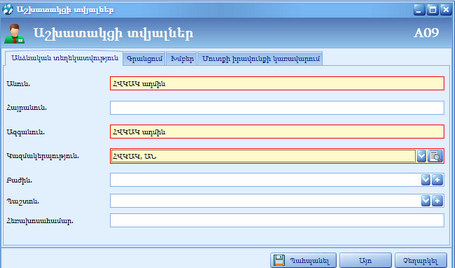 Աշխատակցի տվյալներ
Աշխատակցի տվյալներ A09
Անձնական տեղեկատվություն Գրանցում Խմբեր Մուտքի իրավունքի կառավարում
Անուն. ՀՎԿԱԿ ադմին
Հայրանուն.
Ազգանուն. ՀՎԿԱԿ ադմին
Կազմակերպություն. ՀՎԿԱԿ, ԱՆ
Բաժին.
Պաշտոն.
Հեռախոսահամար.
Պահպանել Այո Չեղարկել